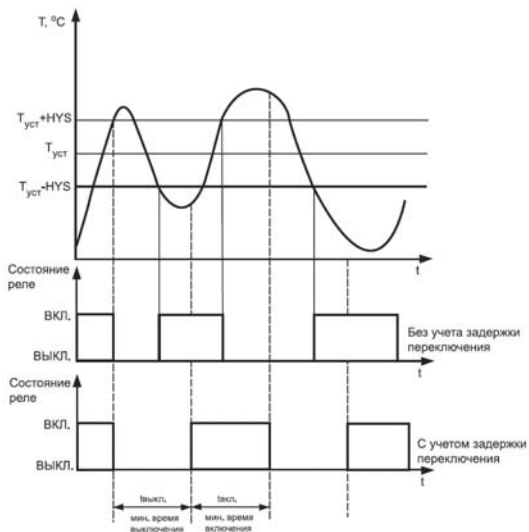 T, °C
Tуст+HYS
Tуст
Tуст-HYS
t
Состояние
реле
ВКЛ.
ВЫКЛ.
Без учета задержки
переключения
t
Состояние
реле
ВКЛ.
ВЫКЛ.
С учетом задержки
переключения
t
tвыкл.
мин. время
выключения
tвкл.
мин. время
включения